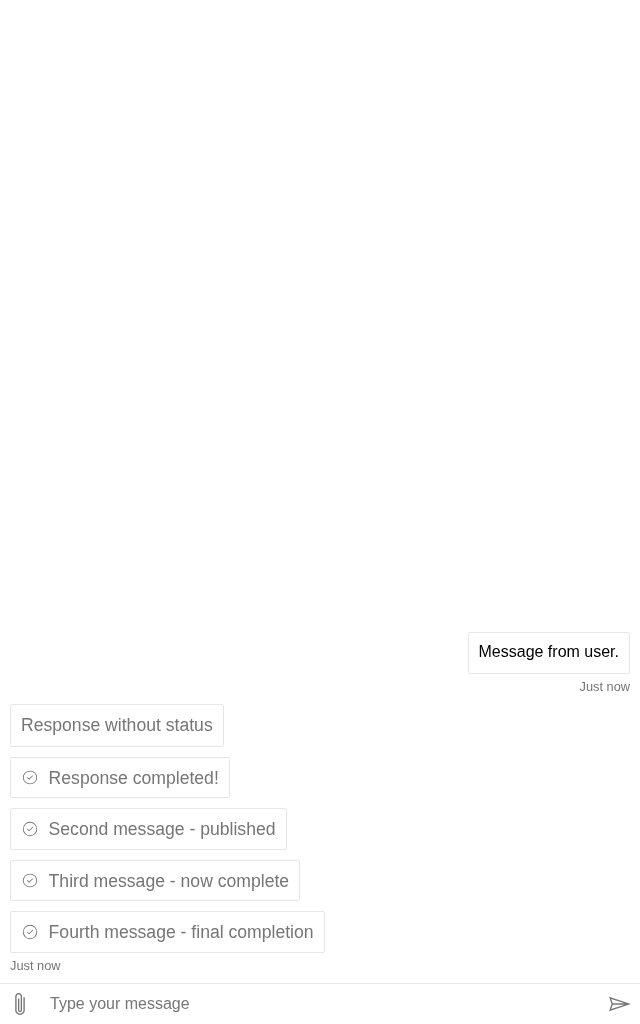 Message from user.
Just now
Response without status
Response completed!
Second message - published
Third message - now complete
Fourth message - final completion
Just now
Type your message